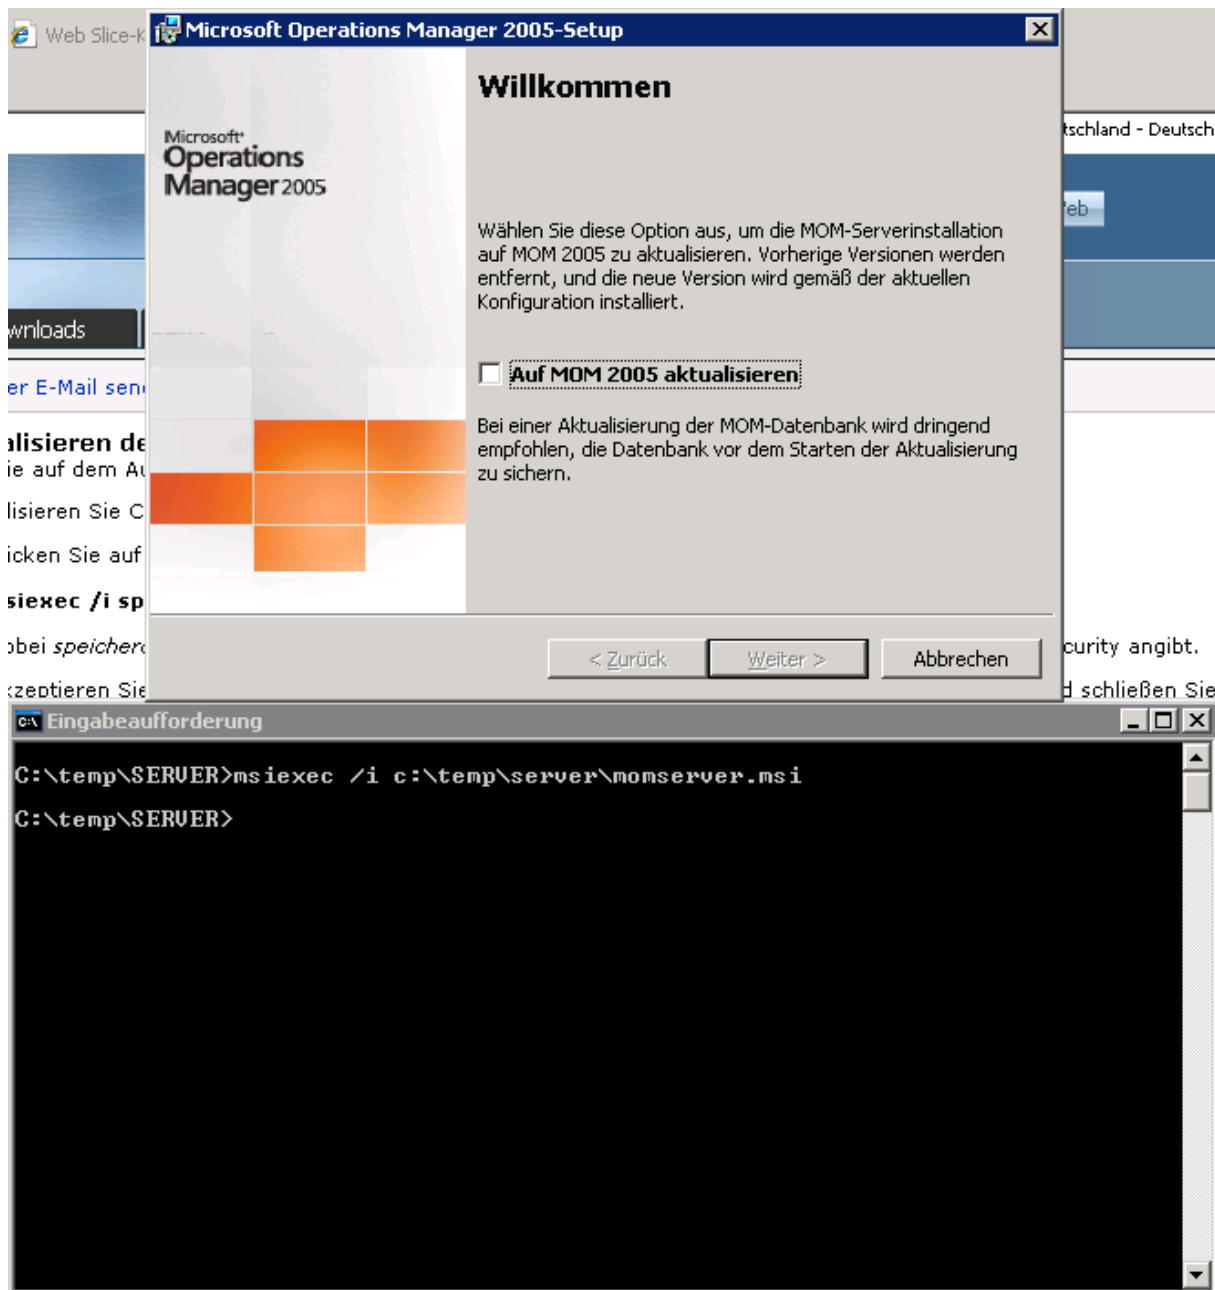 Web Slice-K
Microsoft Operations Manager 2005-Setup
Willkommen
Microsoft
Operations
Manager 2005
tschland - Deutsch
eb
Wählen Sie diese Option aus, um die MOM-Serverinstallation
auf MOM 2005 zu aktualisieren. Vorherige Versionen werden
entfernt, und die neue Version wird gemäß der aktuellen
Konfiguration installiert.
wnloads
Auf MOM 2005 aktualisieren
er E-Mail sen
Bei einer Aktualisierung der MOM-Datenbank wird dringend
empfohlen, die Datenbank vor dem Starten der Aktualisierung
zu sichern.
alisieren de
ie auf dem Au
lisieren Sie C
icken Sie auf
siexec /i sp
obei speicher
curity angibt.
< Zurück
Weiter >
Abbrechen
kzeptieren Sie
d schließen Sie
Eingabeaufforderung
C:\temp\SERVER>msiexec /i c:\temp\server\momserver.msi
C:\temp\SERVER>